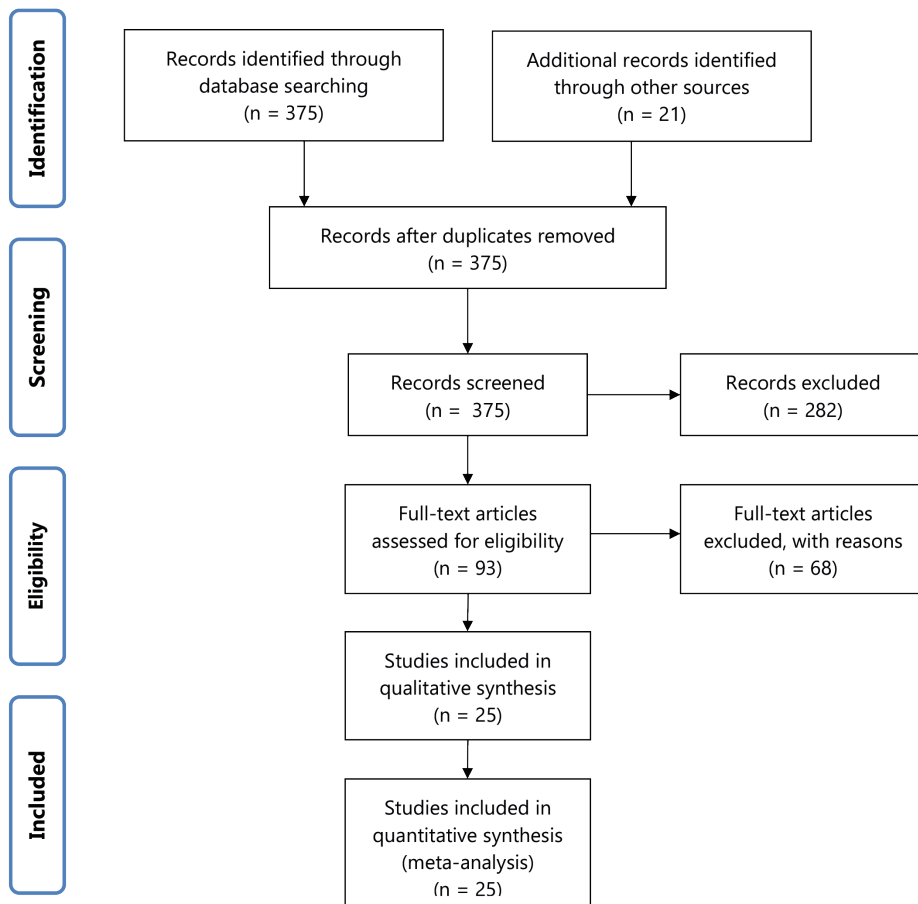 Identification
Records identified through
database searching
(n = 375)
Additional records identified
through other sources
(n = 21)
Records after duplicates removed
(n = 375)
Screening
Records screened
(n = 375)
Records excluded
(n = 282)
Eligibility
Full-text articles
assessed for eligibility
(n = 93)
Full-text articles
excluded, with reasons
(n = 68)
Studies included in
qualitative synthesis
(n = 25)
Included
Studies included in
quantitative synthesis
(meta-analysis)
(n = 25)